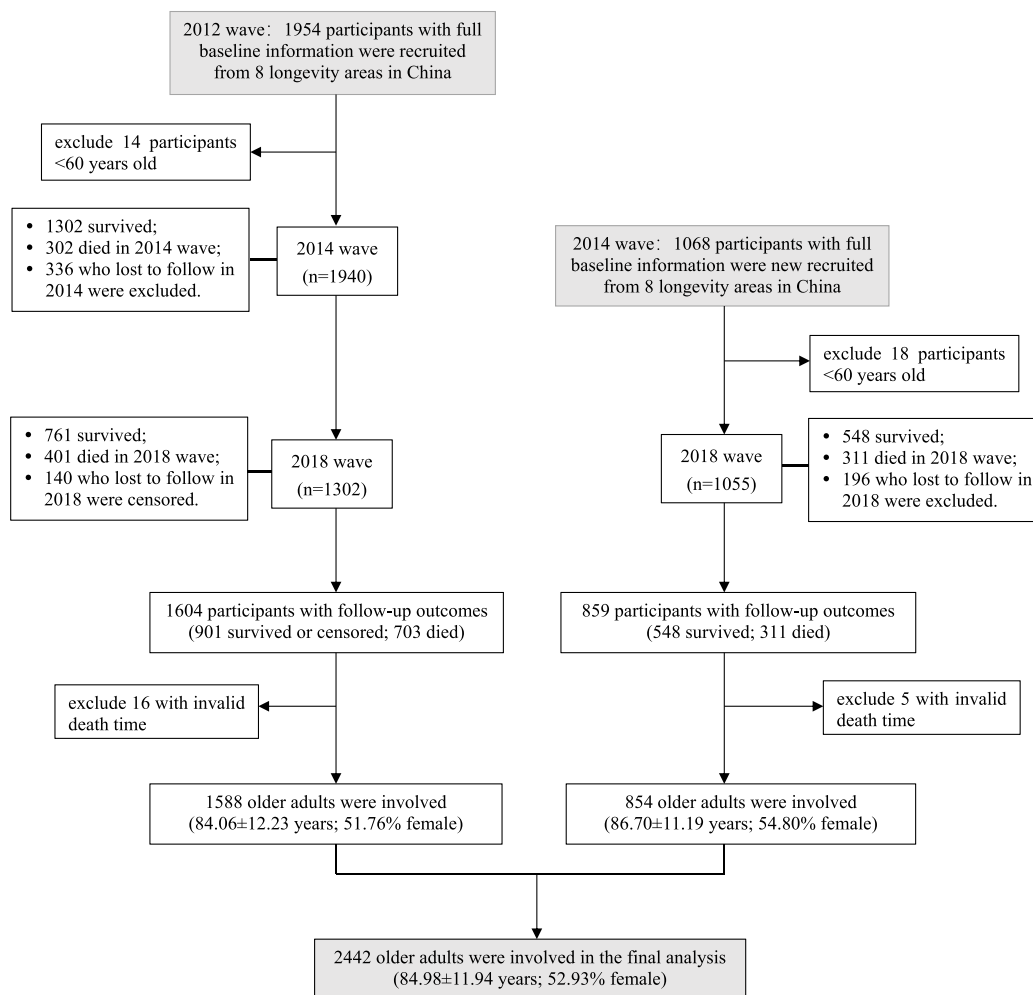 2012 wave：1954 participants with full
baseline information were recruited
from 8 longevity areas in China
exclude 14 participants
<60 years old
• 1302 survived;
• 302 died in 2014 wave;
• 336 who lost to follow in
2014 were excluded.
2014 wave
(n=1940)
2014 wave：1068 participants with full
baseline information were new recruited
from 8 longevity areas in China
exclude 18 participants
<60 years old
• 761 survived;
• 401 died in 2018 wave;
• 140 who lost to follow in
2018 were censored.
2018 wave
(n=1302)
2018 wave
(n=1055)
• 548 survived;
• 311 died in 2018 wave;
• 196 who lost to follow in
2018 were excluded.
1604 participants with follow-up outcomes
(901 survived or censored; 703 died)
859 participants with follow-up outcomes
(548 survived; 311 died)
exclude 16 with invalid
death time
exclude 5 with invalid
death time
1588 older adults were involved
(84.06±12.23 years; 51.76% female)
854 older adults were involved
(86.70±11.19 years; 54.80% female)
2442 older adults were involved in the final analysis
(84.98±11.94 years; 52.93% female)